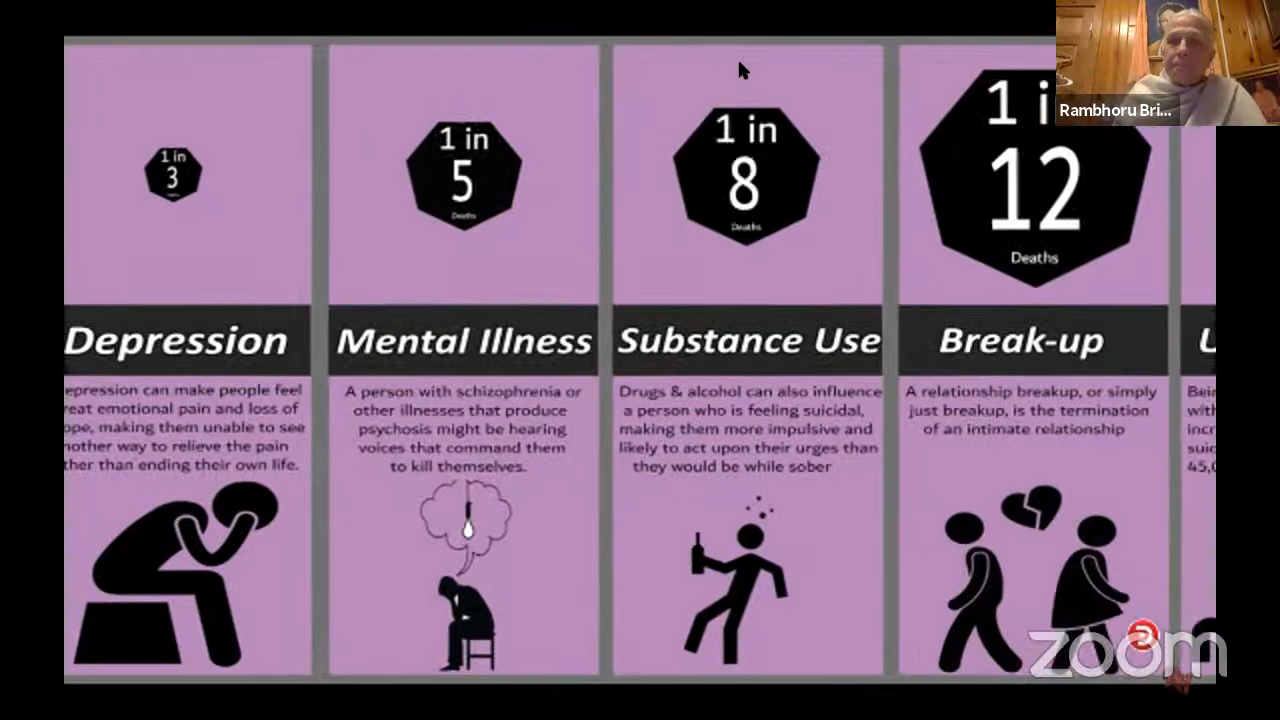 1 in
3
1 in
5
Deaths
1 in
8
Deaths
12
Deaths
Rambhoru Bri...
Depression
Mental Illness
Substance Use
Break-up
epression can make people feel
reat emotional pain and loss of
ope, making them unable to see
nother way to relieve the pain
ther than ending their own life.
A person with schizophrenia or
other illnesses that produce
psychosis might be hearing
voices that command them
to kill themselves.
Drugs & alcohol can also influence
a person who is feeling suicidal,
making them more impulsive and
likely to act upon their urges than
they would be while sober
A relationship breakup, or simply
just breakup, is the termination
of an intimate relationship
with
incr
45,0
zoom